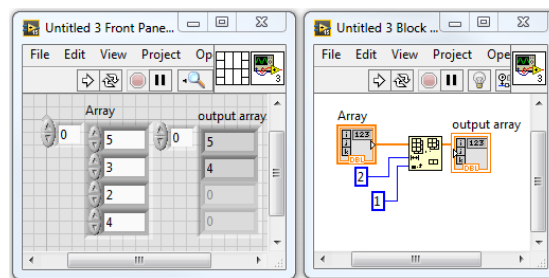 Untitled 3 Front Pane...
File Edit View Project Op
3
Array
output array
0
5
0
5
3
4
2
0
4
0
Untitled 3 Block ...
File Edit View Project Ope
3
Array
output array
123
DBL
123
DBL
2
1